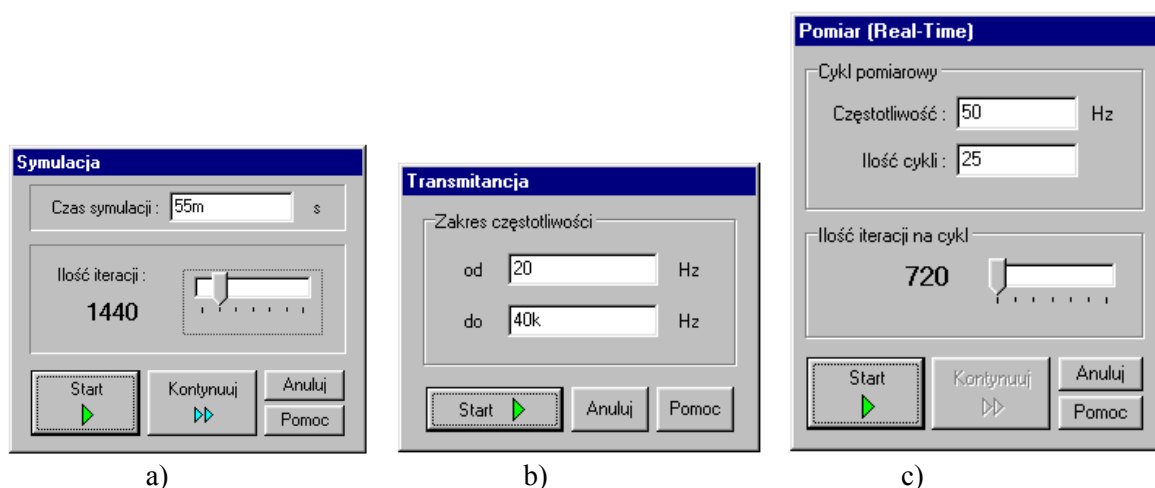 Symulacja
Czas symulacji : 55m s
Ilość iteracji :
1440
Start Kontynuuj Anuluj
Pomoc
a)
Transmitancja
Zakres częstotliwości
od 20 Hz
do 40k Hz
Start Anuluj Pomoc
b)
Pomiar (Real-Time)
Cykl pomiarowy
Częstotliwość : 50 Hz
Ilość cykli : 25
Ilość iteracji na cykl
720
Start Kontynuuj Anuluj
Pomoc
c)